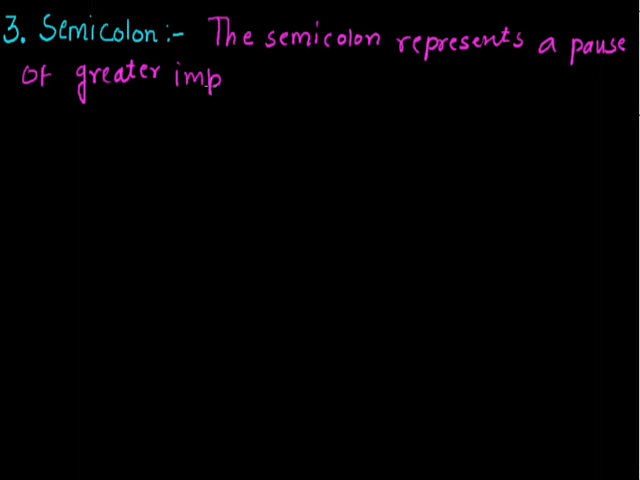 3. Semicolon:- The semicolon represents a pause
of greater imp